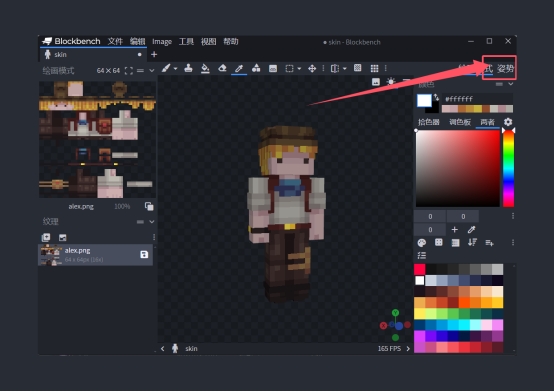 Blockbench 文件 编辑 Image 工具 视图 帮助
skin - Blockbench
skin
绘画模式 64 × 64
姿势
#ffffff
拾色器 调色板 两者
alex.png 100%
0 0
0
纹理
alex.png
64 x 64px (16x)
skin 165 FPS